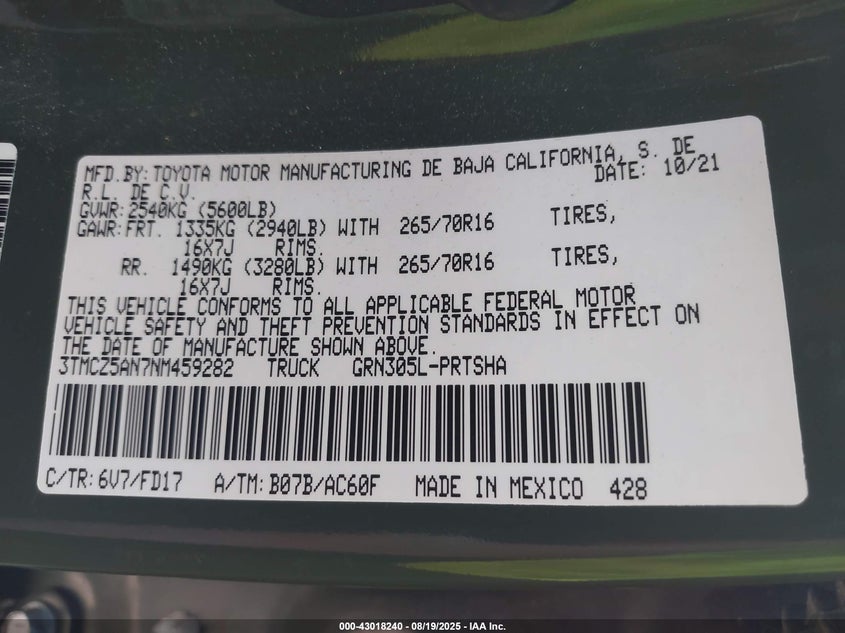 MFD.BY:TOYOTA MOTOR MANUFACTURING DE BAJA CALIFORNIA, S. DE
R.L. DE C.V. DATE: 10/21
GVWR:2540KG (5600LB)
GAWR:FRT. 1335KG (2940LB) WITH 265/70R16 TIRES,
16X7J RIMS.
RR. 1490KG (3280LB) WITH 265/70R16 TIRES,
16X7J RIMS.
THIS VEHICLE CONFORMS TO ALL APPLICABLE FEDERAL MOTOR
VEHICLE SAFETY AND THEFT PREVENTION STANDARDS IN EFFECT ON
THE DATE OF MANUFACTURE SHOWN ABOVE.
3TMCZ5AN7NM459282 TRUCK GRN305L-PRTSHA
C/TR:6V7/FD17 A/TM:B07B/AC60F MADE IN MEXICO 428
000-43018240 - 08/19/2025 - IAA Inc.